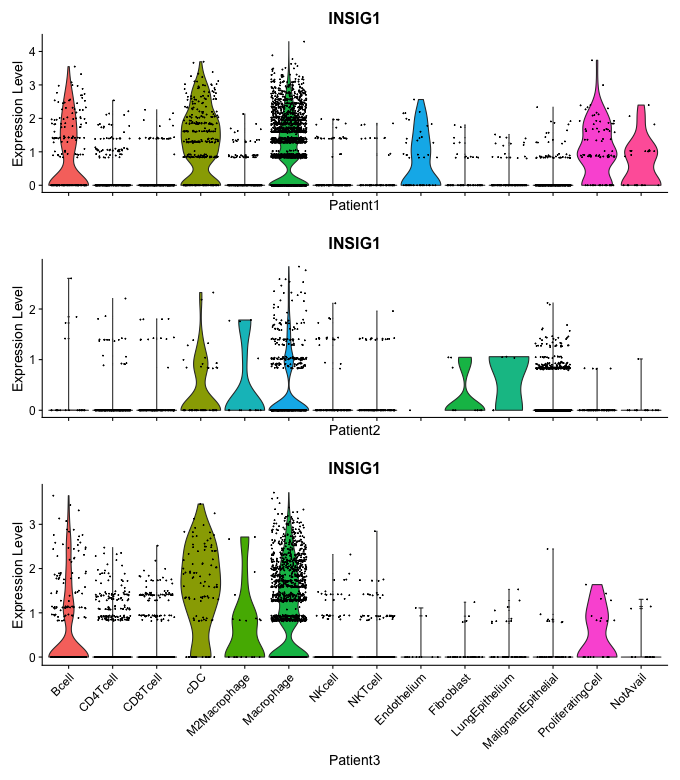 INSIG1
Expression Level
4
3
2
1
0
Patient1
INSIG1
Expression Level
2
1
0
Patient2
INSIG1
Expression Level
3
2
1
0
Bcell
CD4Tcell
CD8Tcell
cDC
M2Macrophage
Macrophage
NKcell
NKTcell
Endothelium
Fibroblast
LungEpithelium
MalignantEpithelial
ProliferatingCell
NotAvail
Patient3